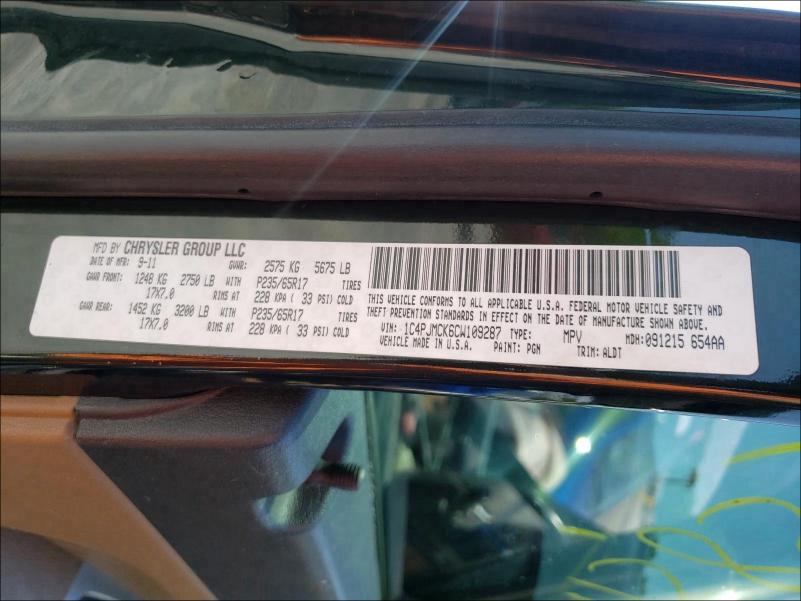 MFD BY CHRYSLER GROUP LLC
DATE OF MFR: 9-11 GVWR: 2575 KG 5675 LB
GAWR FRONT: 1248 KG 2750 LB WITH P235/65R17 TIRES
17X7.0 RIMS AT 228 KPA ( 33 PSI) COLD
GAWR REAR: 1452 KG 3200 LB WITH P235/65R17 TIRES
17X7.0 RIMS AT 228 KPA ( 33 PSI) COLD
THIS VEHICLE CONFORMS TO ALL APPLICABLE U.S.A. FEDERAL MOTOR VEHICLE SAFETY AND
THEFT PREVENTION STANDARDS IN EFFECT ON THE DATE OF MANUFACTURE SHOWN ABOVE.
VIN: 1C4PJMCK6CW109287 TYPE: MPV MDH:091215 654AA
VEHICLE MADE IN U.S.A. PAINT: PGN TRIM: ALDT